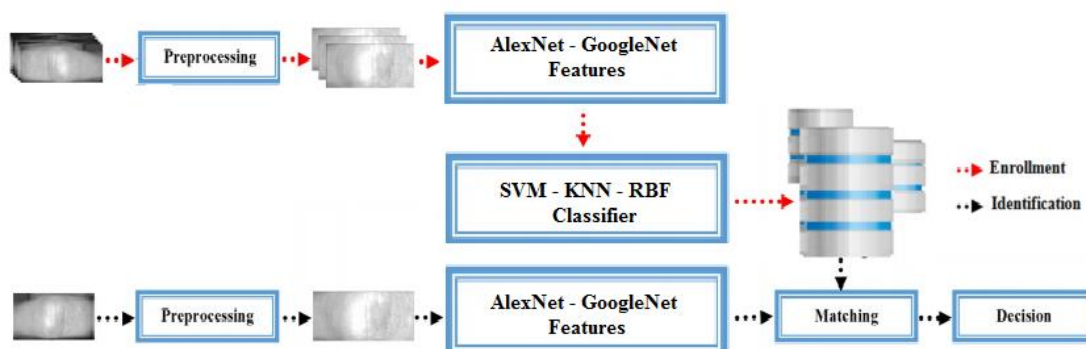 Preprocessing
AlexNet - GoogleNet
Features
SVM - KNN - RBF
Classifier
Enrollment
Identification
Preprocessing
AlexNet - GoogleNet
Features
Matching
Decision